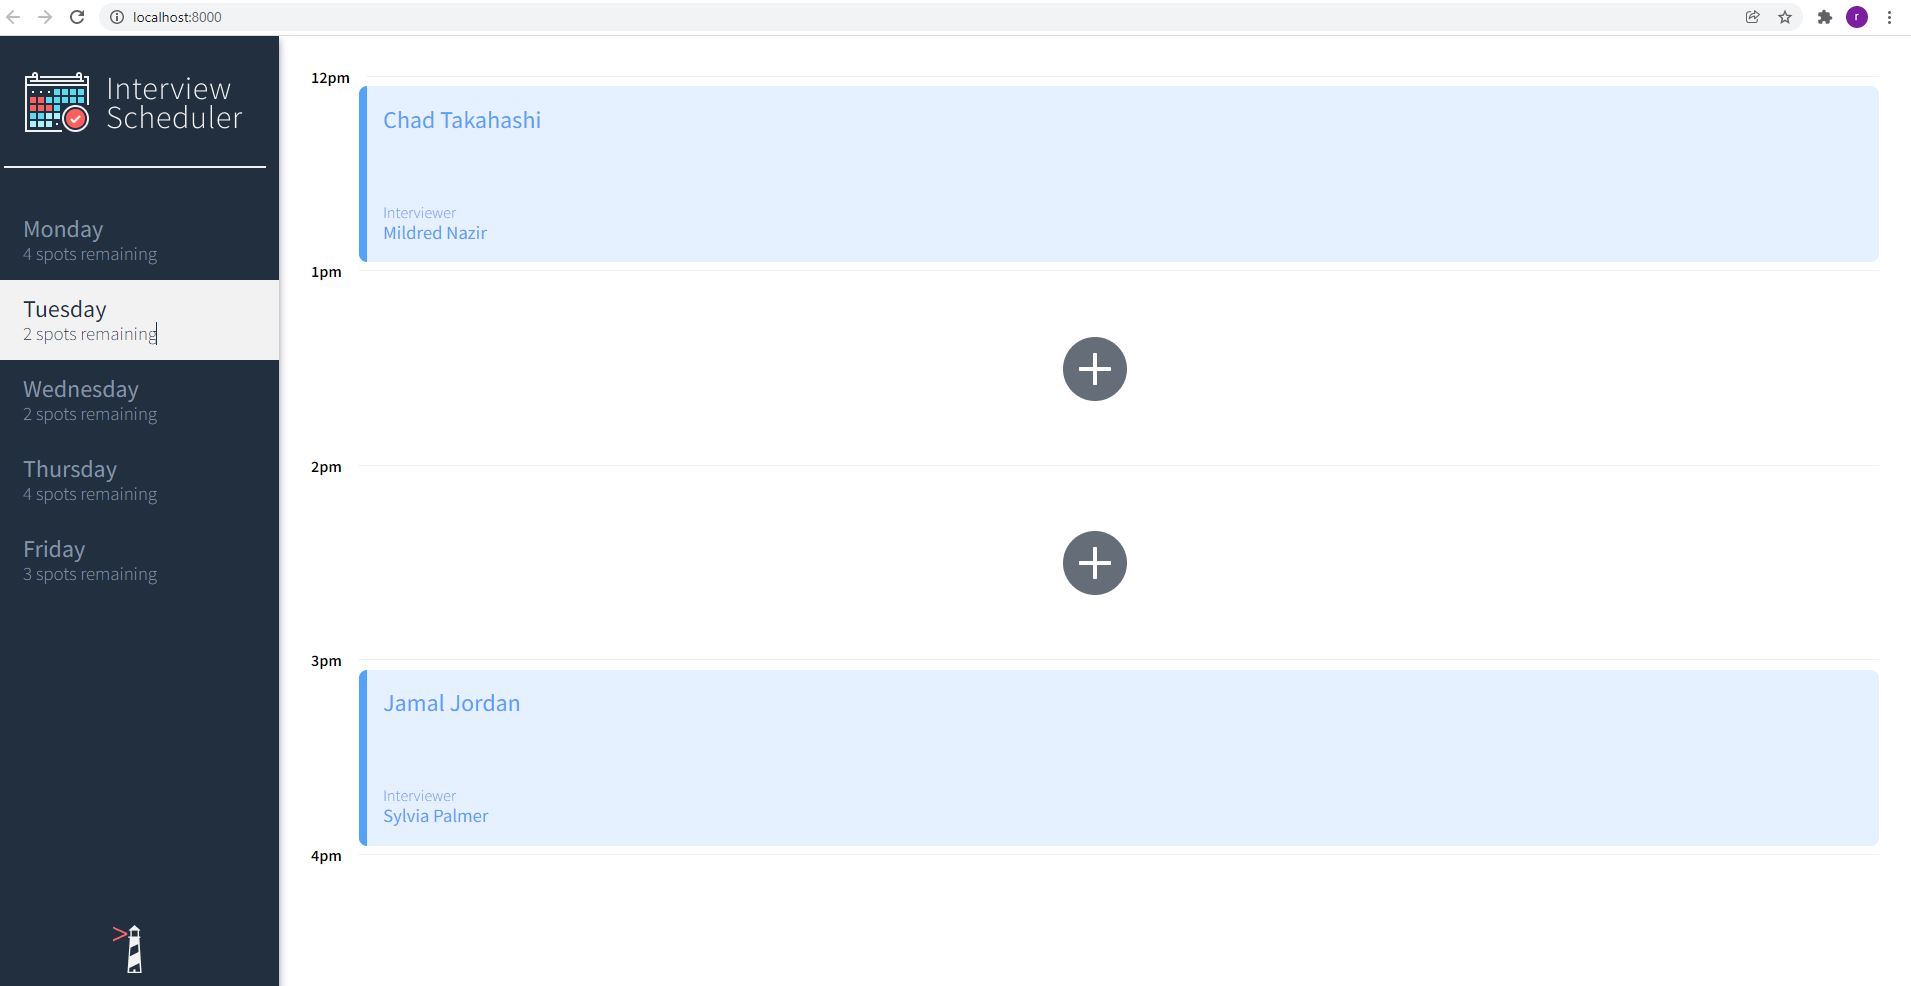 localhost:8000
r
Interview
Scheduler
Monday
4 spots remaining
Tuesday
2 spots remaining
Wednesday
2 spots remaining
Thursday
4 spots remaining
Friday
3 spots remaining
12pm
Chad Takahashi
Interviewer
Mildred Nazir
1pm
2pm
3pm
Jamal Jordan
Interviewer
Sylvia Palmer
4pm